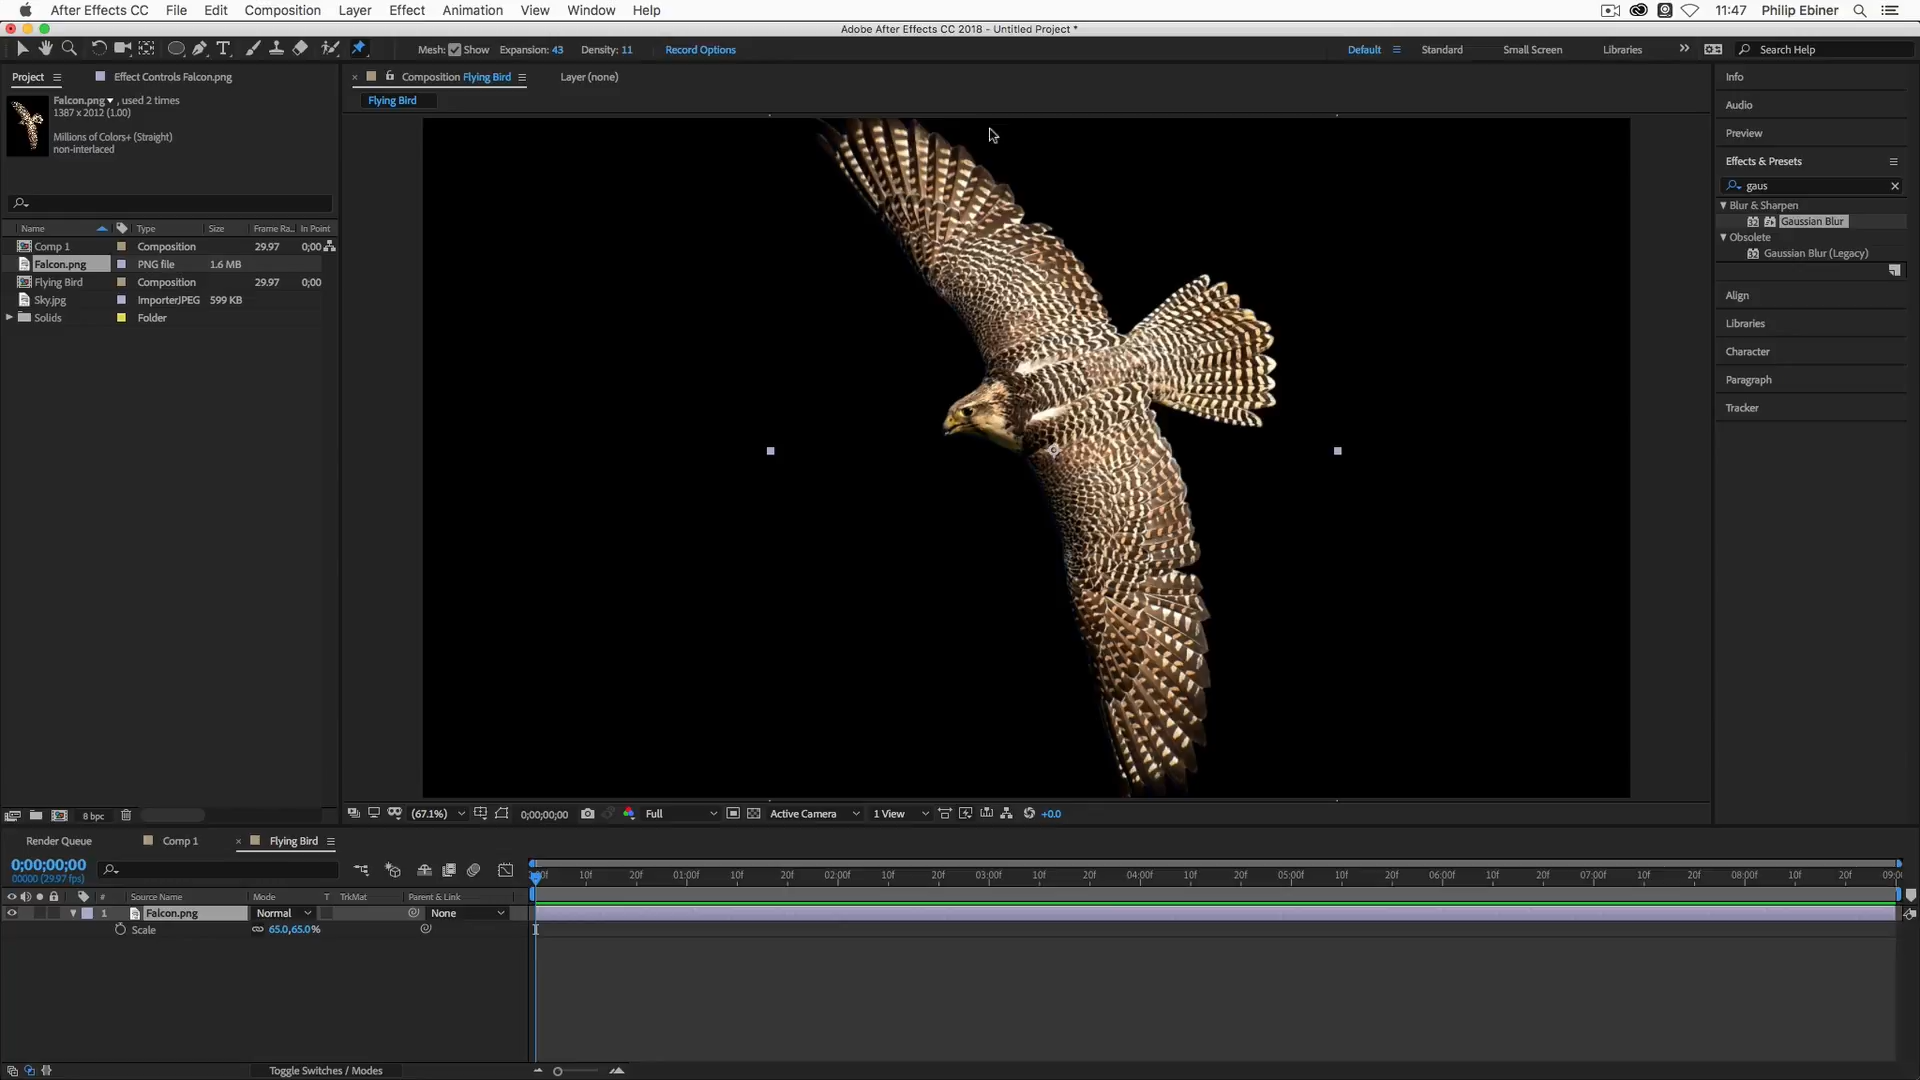 After Effects CC File Edit Composition Layer Effect Animation View Window Help 11:47 Philip Ebiner
Adobe After Effects CC 2018 - Untitled Project *
Mesh: Show Expansion: 43 Density: 11 Record Options Default Standard Small Screen Libraries Search Help
Project Effect Controls Falcon.png Composition Flying Bird Layer (none) Info
Falcon.png, used 2 times Flying Bird Audio
1387 x 2012 (1.00)
Millions of Colors+ (Straight) Preview
non-interlaced
Effects & Presets
gaus
Blur & Sharpen
Gaussian Blur
Name Type Size Frame Ra... In Point
Obsolete
Comp 1 Composition 29.97 0;00
Gaussian Blur (Legacy)
Falcon.png PNG file 1.6 MB
Flying Bird Composition 29.97 0;00
Sky.jpg ImporterJPEG 599 KB Align
Solids Folder
Libraries
Character
Paragraph
Tracker
8 bpc (67.1%) 0;00;00;00 Full Active Camera 1 View +0.0
Render Queue Comp 1 Flying Bird
0;00;00;00
00000 (29.97 fps)
:00f 10f 20f 01:00f 10f 20f 02:00f 10f 20f 03:00f 10f 20f 04:00f 10f 20f 05:00f 10f 20f 06:00f 10f 20f 07:00f 10f 20f 08:00f 10f 20f 09:0
# Source Name Mode T TrkMat Parent & Link
1 Falcon.png Normal None
Scale 65.0,65.0%
Toggle Switches / Modes